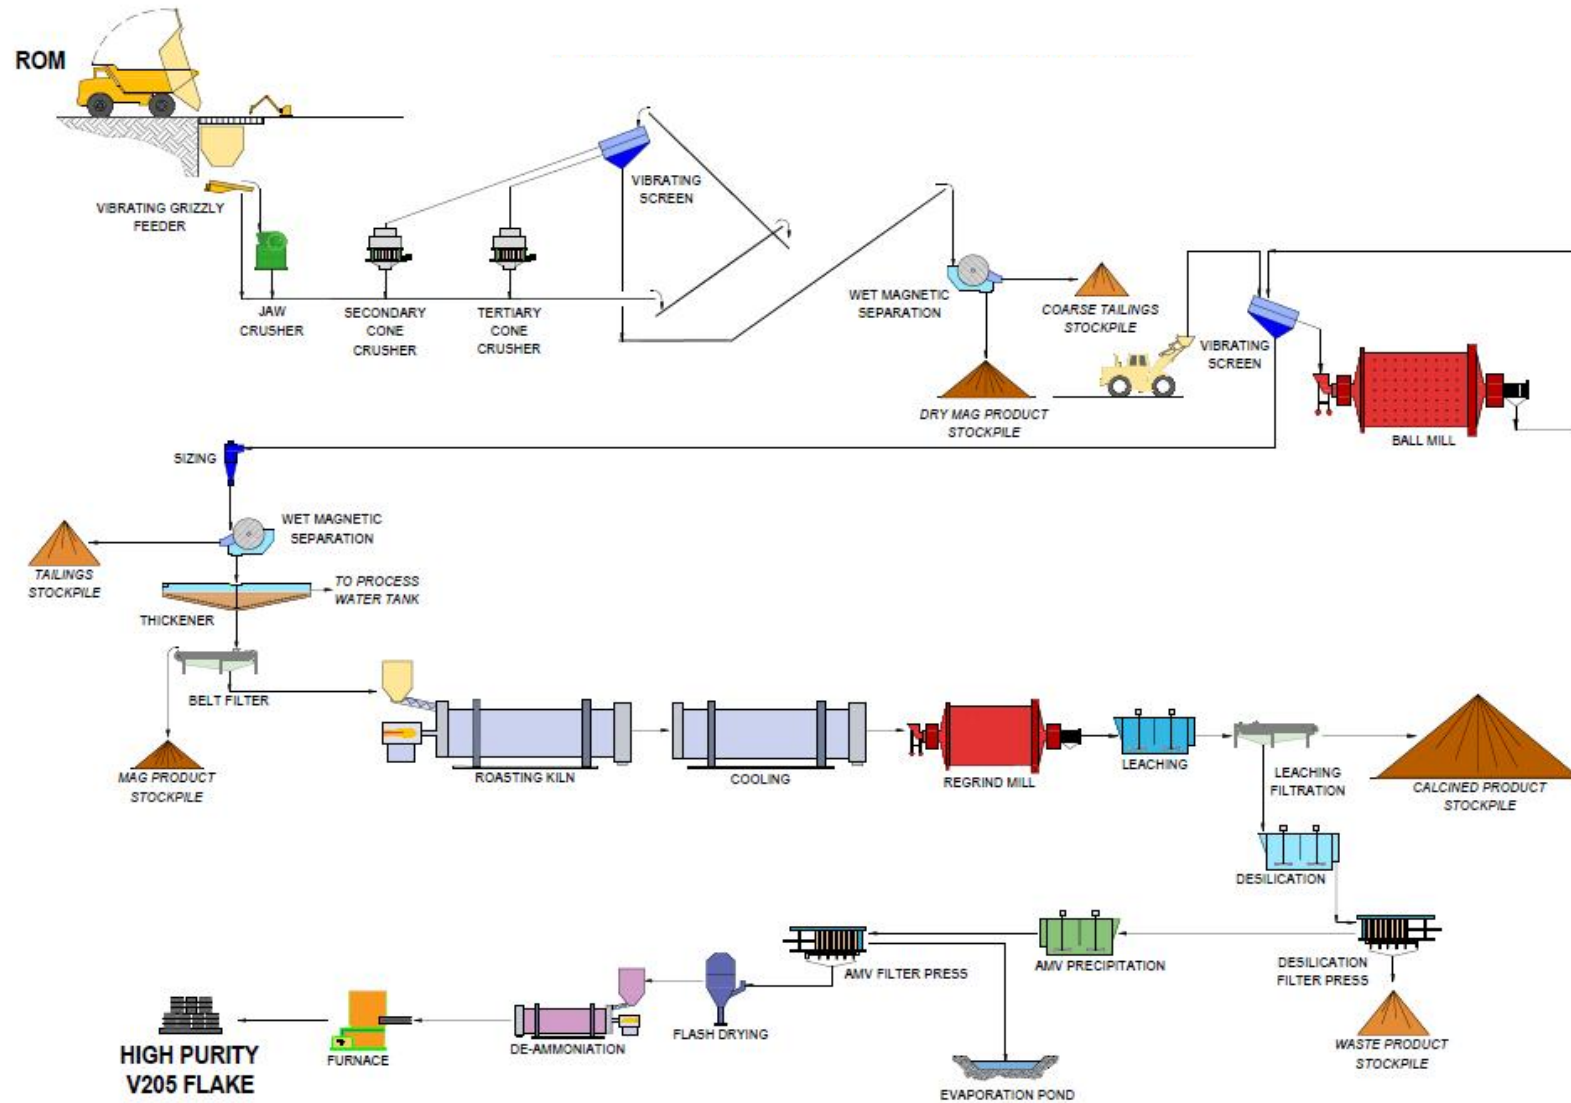 ROM
VIBRATING GRIZZLY
FEEDER
JAW
CRUSHER
SECONDARY
CONE
CRUSHER
TERTIARY
CONE
CRUSHER
VIBRATING
SCREEN
WET MAGNETIC
SEPARATION
COARSE TAILINGS
STOCKPILE
DRY MAG PRODUCT
STOCKPILE
VIBRATING
SCREEN
BALL MILL
SIZING
WET MAGNETIC
SEPARATION
TAILINGS
STOCKPILE
TO PROCESS
WATER TANK
THICKENER
BELT FILTER
MAG PRODUCT
STOCKPILE
ROASTING KILN
COOLING
REGRIND MILL
LEACHING
LEACHING
FILTRATION
CALCINED PRODUCT
STOCKPILE
DESILICATION
DESILICATION
FILTER PRESS
WASTE PRODUCT
STOCKPILE
AMV PRECIPITATION
AMV FILTER PRESS
EVAPORATION POND
FLASH DRYING
DE-AMMONIATION
FURNACE
HIGH PURITY
V205 FLAKE